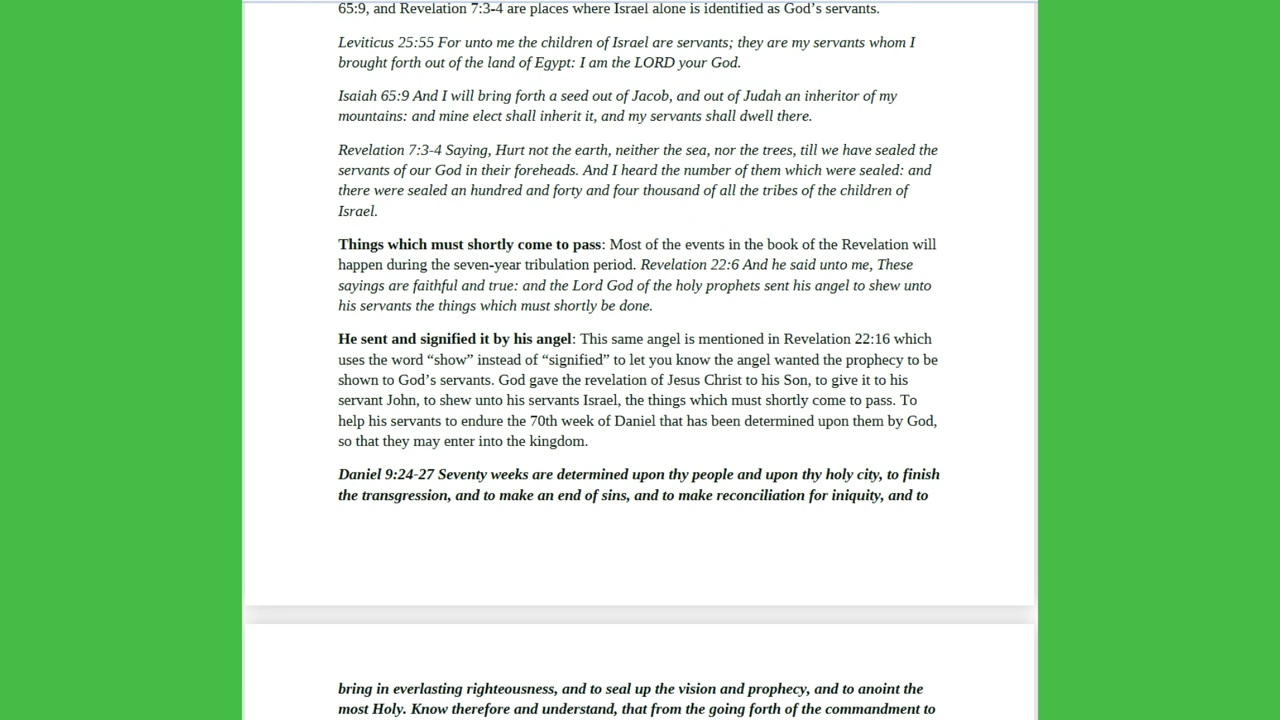 65:9, and Revelation 7:3-4 are places where Israel alone is identified as God’s servants.
Leviticus 25:55 For unto me the children of Israel are servants; they are my servants whom I
brought forth out of the land of Egypt: I am the LORD your God.
Isaiah 65:9 And I will bring forth a seed out of Jacob, and out of Judah an inheritor of my
mountains: and mine elect shall inherit it, and my servants shall dwell there.
Revelation 7:3-4 Saying, Hurt not the earth, neither the sea, nor the trees, till we have sealed the
servants of our God in their foreheads. And I heard the number of them which were sealed: and
there were sealed an hundred and forty and four thousand of all the tribes of the children of
Israel.
Things which must shortly come to pass: Most of the events in the book of the Revelation will
happen during the seven-year tribulation period. Revelation 22:6 And he said unto me, These
sayings are faithful and true: and the Lord God of the holy prophets sent his angel to shew unto
his servants the things which must shortly be done.
He sent and signified it by his angel: This same angel is mentioned in Revelation 22:16 which
uses the word “show” instead of “signified” to let you know the angel wanted the prophecy to be
shown to God’s servants. God gave the revelation of Jesus Christ to his Son, to give it to his
servant John, to shew unto his servants Israel, the things which must shortly come to pass. To
help his servants to endure the 70th week of Daniel that has been determined upon them by God,
so that they may enter into the kingdom.
Daniel 9:24-27 Seventy weeks are determined upon thy people and upon thy holy city, to finish
the transgression, and to make an end of sins, and to make reconciliation for iniquity, and to
bring in everlasting righteousness, and to seal up the vision and prophecy, and to anoint the
most Holy. Know therefore and understand, that from the going forth of the commandment to